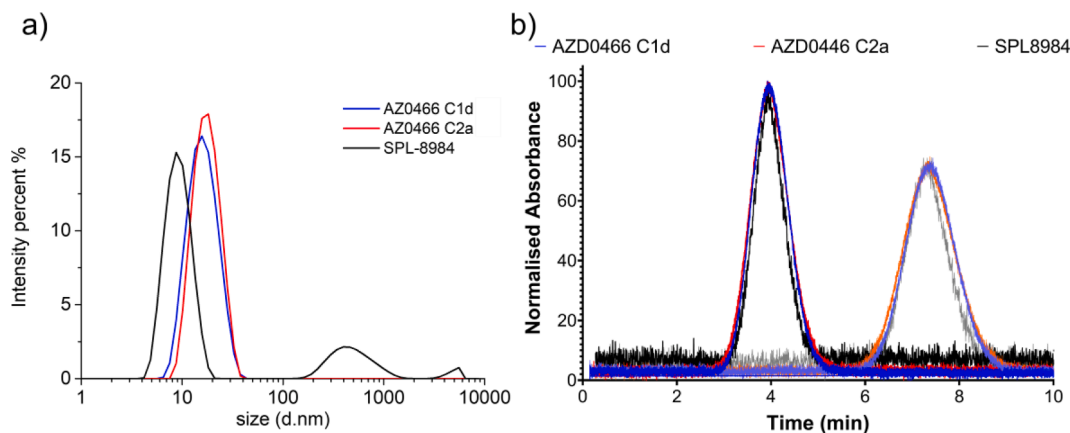 a)
20
15
10
5
0
Intensity percent %
AZ0466 C1d
AZ0466 C2a
SPL-8984
1
10
100
1000
10000
size (d.nm)
b)
AZD0466 C1d
AZD0446 C2a
SPL8984
100
80
60
40
20
0
Normalised Absorbance
0
2
4
6
8
10
Time (min)